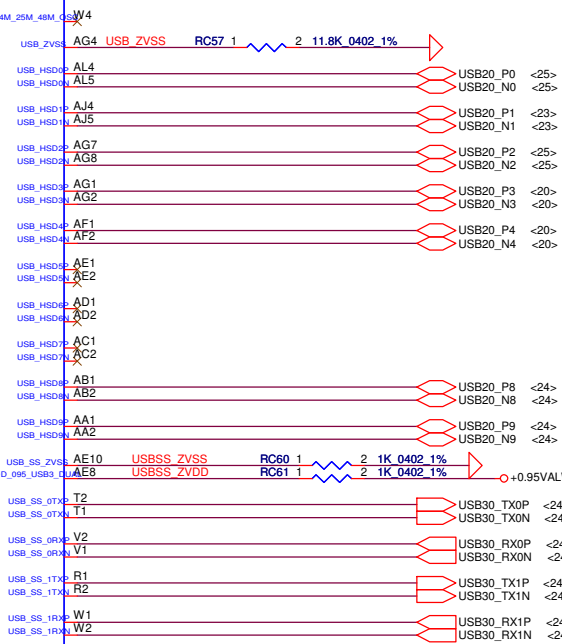 4M_25M_48M_OSC W4
USB_ZVSS AG4 USB_ZVSS RC57 1 2 11.8K_0402_1%
USB_HSD0P AL4 USB20_P0 <25>
USB_HSD0N AL5 USB20_N0 <25>
USB_HSD1P AJ4 USB20_P1 <23>
USB_HSD1N AJ5 USB20_N1 <23>
USB_HSD2P AG7 USB20_P2 <25>
USB_HSD2N AG8 USB20_N2 <25>
USB_HSD3P AG1 USB20_P3 <20>
USB_HSD3N AG2 USB20_N3 <20>
USB_HSD4P AF1 USB20_P4 <20>
USB_HSD4N AF2 USB20_N4 <20>
USB_HSD5P AE1
USB_HSD5N AE2
USB_HSD6P AD1
USB_HSD6N AD2
USB_HSD7P AC1
USB_HSD7N AC2
USB_HSD8P AB1 USB20_P8 <24>
USB_HSD8N AB2 USB20_N8 <24>
USB_HSD9P AA1 USB20_P9 <24>
USB_HSD9N AA2 USB20_N9 <24>
USB_SS_ZVSS AE10 USBSS_ZVSS RC60 1 2 1K_0402_1%
D_095_USB3_DUAL AE8 USBSS_ZVDD RC61 1 2 1K_0402_1% +0.95VAL
USB_SS_0TXP T2 USB30_TX0P <24
USB_SS_0TXN T1 USB30_TX0N <24
USB_SS_0RXP V2 USB30_RX0P <24
USB_SS_0RXN V1 USB30_RX0N <24
USB_SS_1TXP R1 USB30_TX1P <24
USB_SS_1TXN R2 USB30_TX1N <24
USB_SS_1RXP W1 USB30_RX1P <24
USB_SS_1RXN W2 USB30_RX1N <24